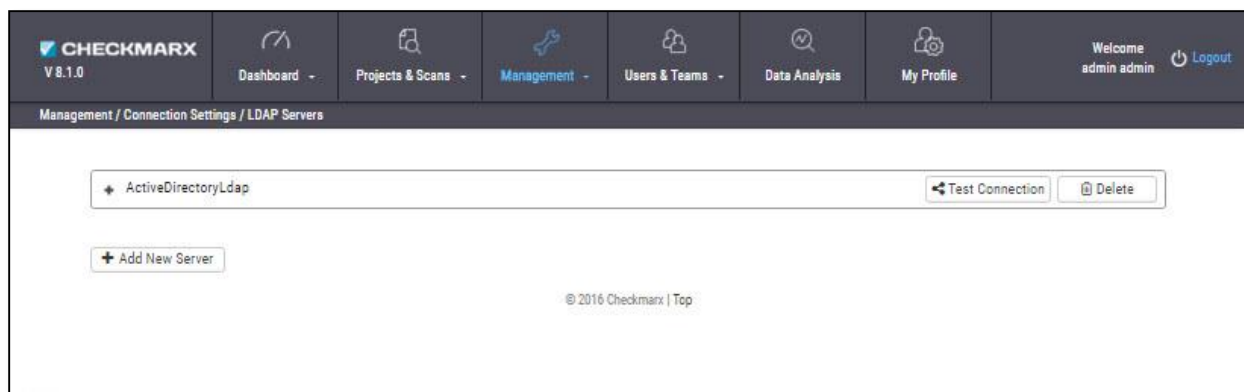 CHECKMARX
V 8.1.0
Dashboard
Projects & Scans
Management
Users & Teams
Data Analysis
My Profile
Welcome
admin admin
Logout
Management / Connection Settings / LDAP Servers
ActiveDirectoryLdap
Test Connection
Delete
Add New Server
© 2016 Checkmarx | Top